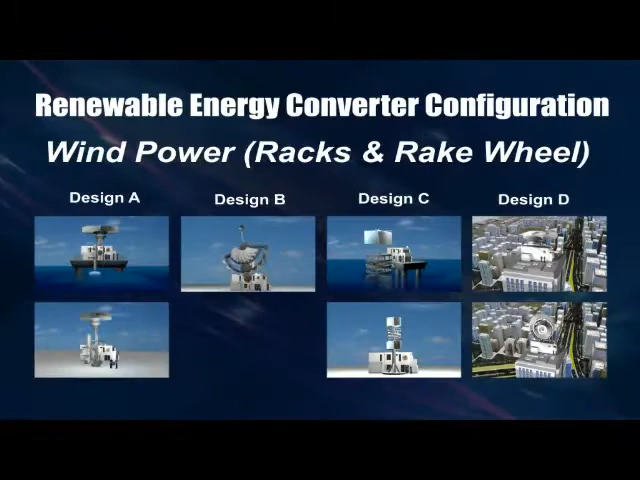 Renewable Energy Converter Configuration
Wind Power (Racks & Rake Wheel)
Design A
Design B
Design C
Design D